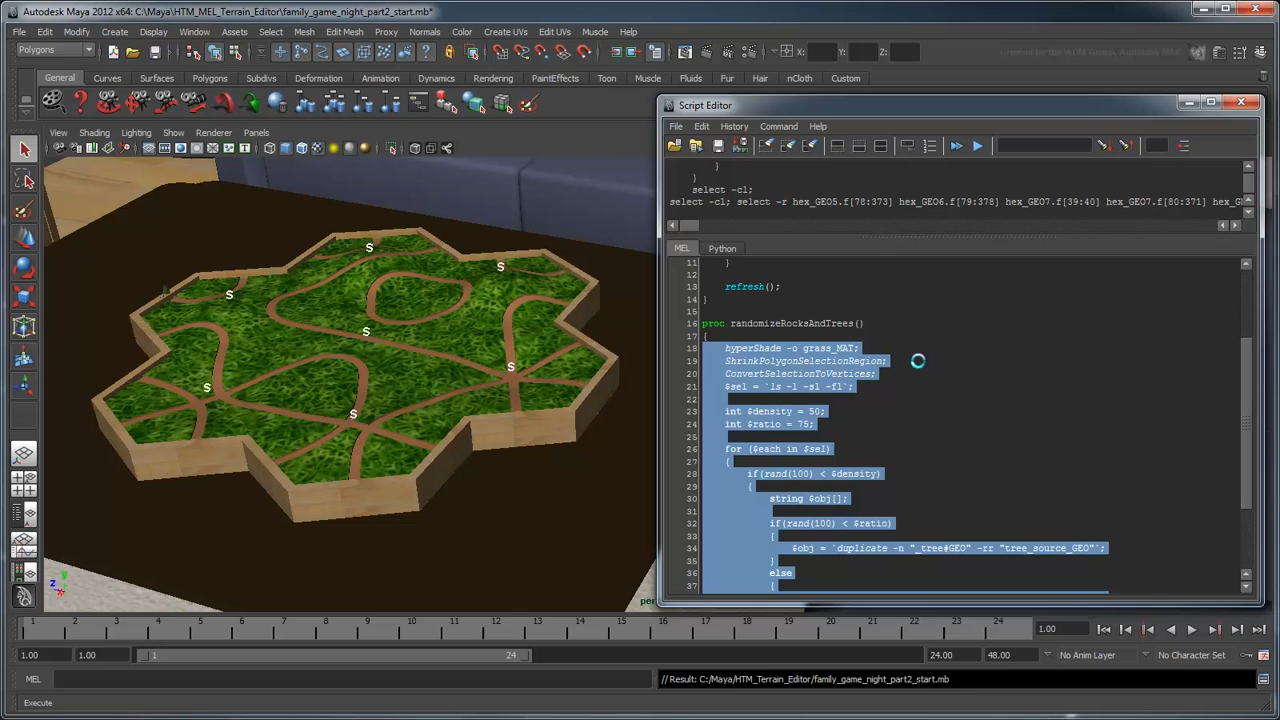 Autodesk Maya 2012 x64: C:\Maya\HTM_MEL_Terrain_Editor\family_game_night_part2_start.mb*
File Edit Modify Create Display Window Assets Select Mesh Edit Mesh Proxy Normals Color Create UVs Edit UVs Muscle Help
Polygons
X: Y: Z:
General Curves Surfaces Polygons Subdivs Deformation Animation Dynamics Rendering PaintEffects Toon Muscle Fluids Fur Hair nCloth Custom
View Shading Lighting Show Renderer Panels
Script Editor
File Edit History Command Help
}
}
select -cl;
select -cl; select -r hex_GEO5.f[78:373] hex_GEO6.f[79:378] hex_GEO7.f[39:40] hex_GEO7.f[80:371] hex_G
MEL Python
11 }
12
13 refresh();
14 }
15
16 proc randomizeRocksAndTrees()
17 {
18 hyperShade -o grass_MAT;
19 ShrinkPolygonSelectionRegion;
20 ConvertSelectionToVertices;
21 $sel = `ls -l -sl -fl`;
22
23 int $density = 50;
24 int $ratio = 75;
25
26 for ($each in $sel)
27 {
28 if(rand(100) < $density)
29 {
30 string $obj[];
31
32 if(rand(100) < $ratio)
33 {
34 $obj = `duplicate -n "_tree#GEO" -rr "tree_source_GEO"`;
35 }
36 else
37 {
S
S
S
S
S
S
S
y
z
x
per
1 2 3 4 5 6 7 8 9 10 11 12 13 14 15 16 17 18 19 20 21 22 23 24
1.00
1.00 1.00 1 24 24.00 48.00 No Anim Layer No Character Set
MEL
// Result: C:/Maya/HTM_Terrain_Editor/family_game_night_part2_start.mb
Execute